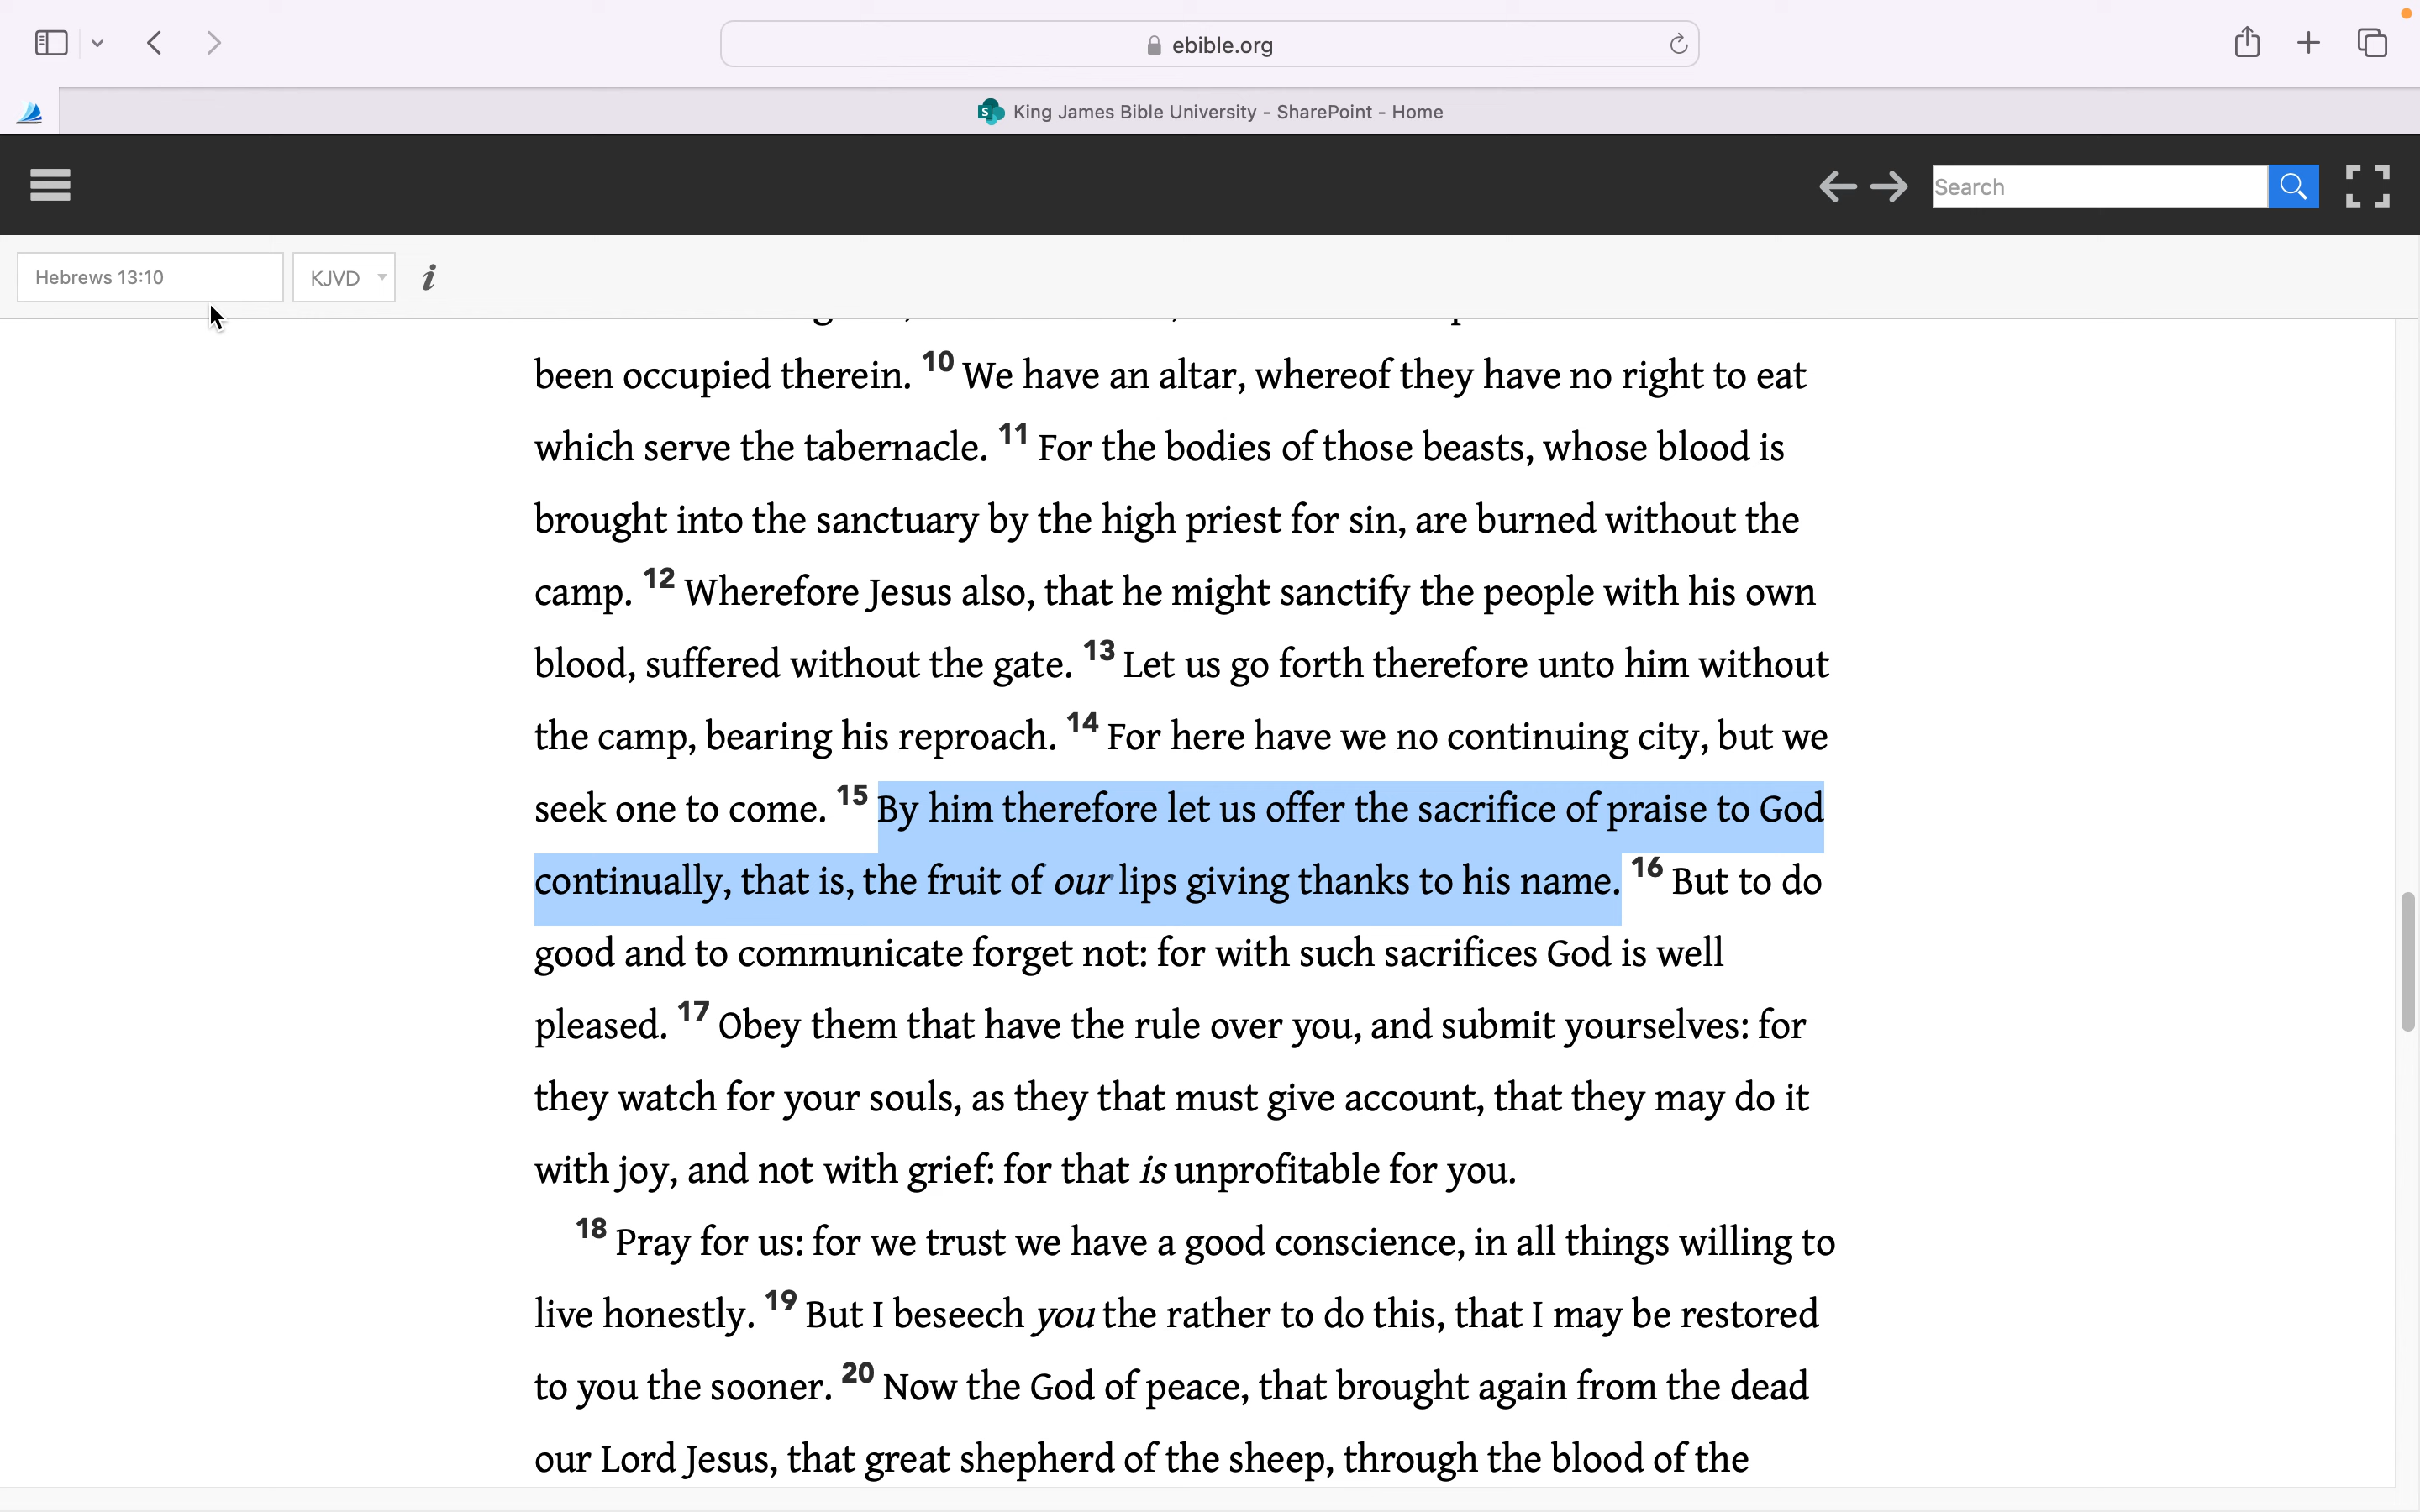 ebible.org
King James Bible University - SharePoint - Home
Search
Hebrews 13:10 KJVD i
been occupied therein. 10 We have an altar, whereof they have no right to eat
which serve the tabernacle. 11 For the bodies of those beasts, whose blood is
brought into the sanctuary by the high priest for sin, are burned without the
camp. 12 Wherefore Jesus also, that he might sanctify the people with his own
blood, suffered without the gate. 13 Let us go forth therefore unto him without
the camp, bearing his reproach. 14 For here have we no continuing city, but we
seek one to come. 15 By him therefore let us offer the sacrifice of praise to God
continually, that is, the fruit of our lips giving thanks to his name. 16 But to do
good and to communicate forget not: for with such sacrifices God is well
pleased. 17 Obey them that have the rule over you, and submit yourselves: for
they watch for your souls, as they that must give account, that they may do it
with joy, and not with grief: for that is unprofitable for you.
18 Pray for us: for we trust we have a good conscience, in all things willing to
live honestly. 19 But I beseech you the rather to do this, that I may be restored
to you the sooner. 20 Now the God of peace, that brought again from the dead
our Lord Jesus, that great shepherd of the sheep, through the blood of the